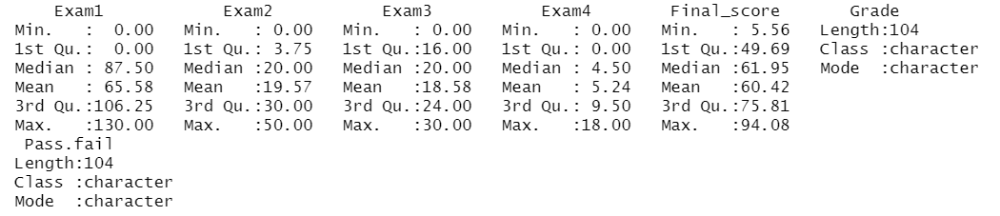 Exam1            Exam2           Exam3           Exam4        Final_score       Grade
 Min.   :  0.00   Min.   : 0.00   Min.   : 0.00   Min.   : 0.00   Min.   : 5.56   Length:104
 1st Qu.:  0.00   1st Qu.: 3.75   1st Qu.:16.00   1st Qu.: 0.00   1st Qu.:49.69   Class :character
 Median : 87.50   Median :20.00   Median :20.00   Median : 4.50   Median :61.95   Mode  :character
 Mean   : 65.58   Mean   :19.57   Mean   :18.58   Mean   : 5.24   Mean   :60.42
 3rd Qu.:106.25   3rd Qu.:30.00   3rd Qu.:24.00   3rd Qu.: 9.50   3rd Qu.:75.81
 Max.   :130.00   Max.   :50.00   Max.   :30.00   Max.   :18.00   Max.   :94.08
  Pass.fail
 Length:104
 Class :character
 Mode  :character